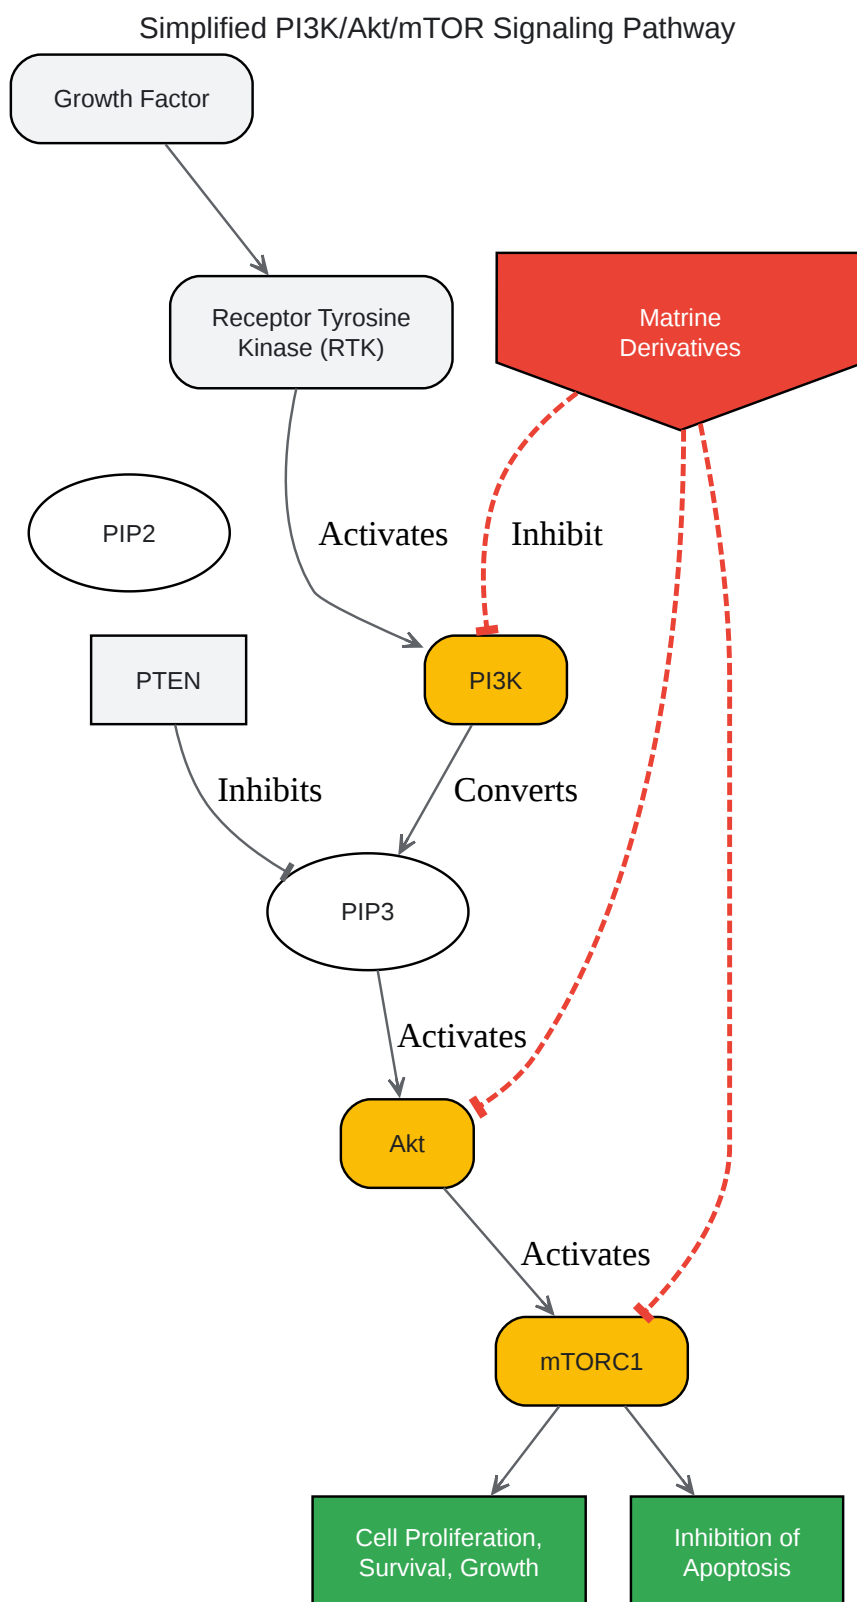 Simplified PI3K/Akt/mTOR Signaling Pathway
Growth Factor
Receptor Tyrosine
Kinase (RTK)
Matrine
Derivatives
PIP2
Activates
Inhibit
PTEN
PI3K
Inhibits
Converts
PIP3
Activates
Akt
Activates
mTORC1
Cell Proliferation,
Survival, Growth
Inhibition of
Apoptosis